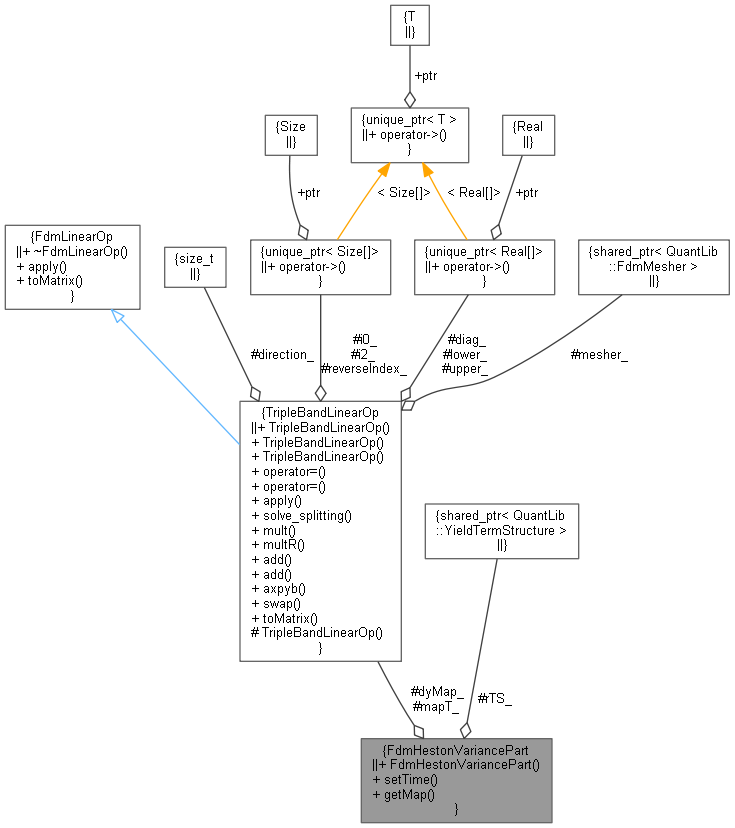 {T
||}
+ptr
{unique_ptr< T >
||+ operator->()
}
{Size
||}
{Real
||}
+ptr
< Size[]>
< Real[]>
+ptr
{FdmLinearOp
||+ ~FdmLinearOp()
+ apply()
+ toMatrix()
}
{size_t
||}
{unique_ptr< Size[]>
||+ operator->()
}
{unique_ptr< Real[]>
||+ operator->()
}
{shared_ptr< QuantLib
::FdmMesher >
||}
#direction_
#i0_
#i2_
#reverseIndex_
#diag_
#lower_
#upper_
#mesher_
{TripleBandLinearOp
||+ TripleBandLinearOp()
+ TripleBandLinearOp()
+ TripleBandLinearOp()
+ operator=()
+ operator=()
+ apply()
+ solve_splitting()
+ mult()
+ multR()
+ add()
+ add()
+ axpyb()
+ swap()
+ toMatrix()
# TripleBandLinearOp()
}
{shared_ptr< QuantLib
::YieldTermStructure >
||}
#dyMap_
#mapT_
#rTS_
{FdmHestonVariancePart
||+ FdmHestonVariancePart()
+ setTime()
+ getMap()
}